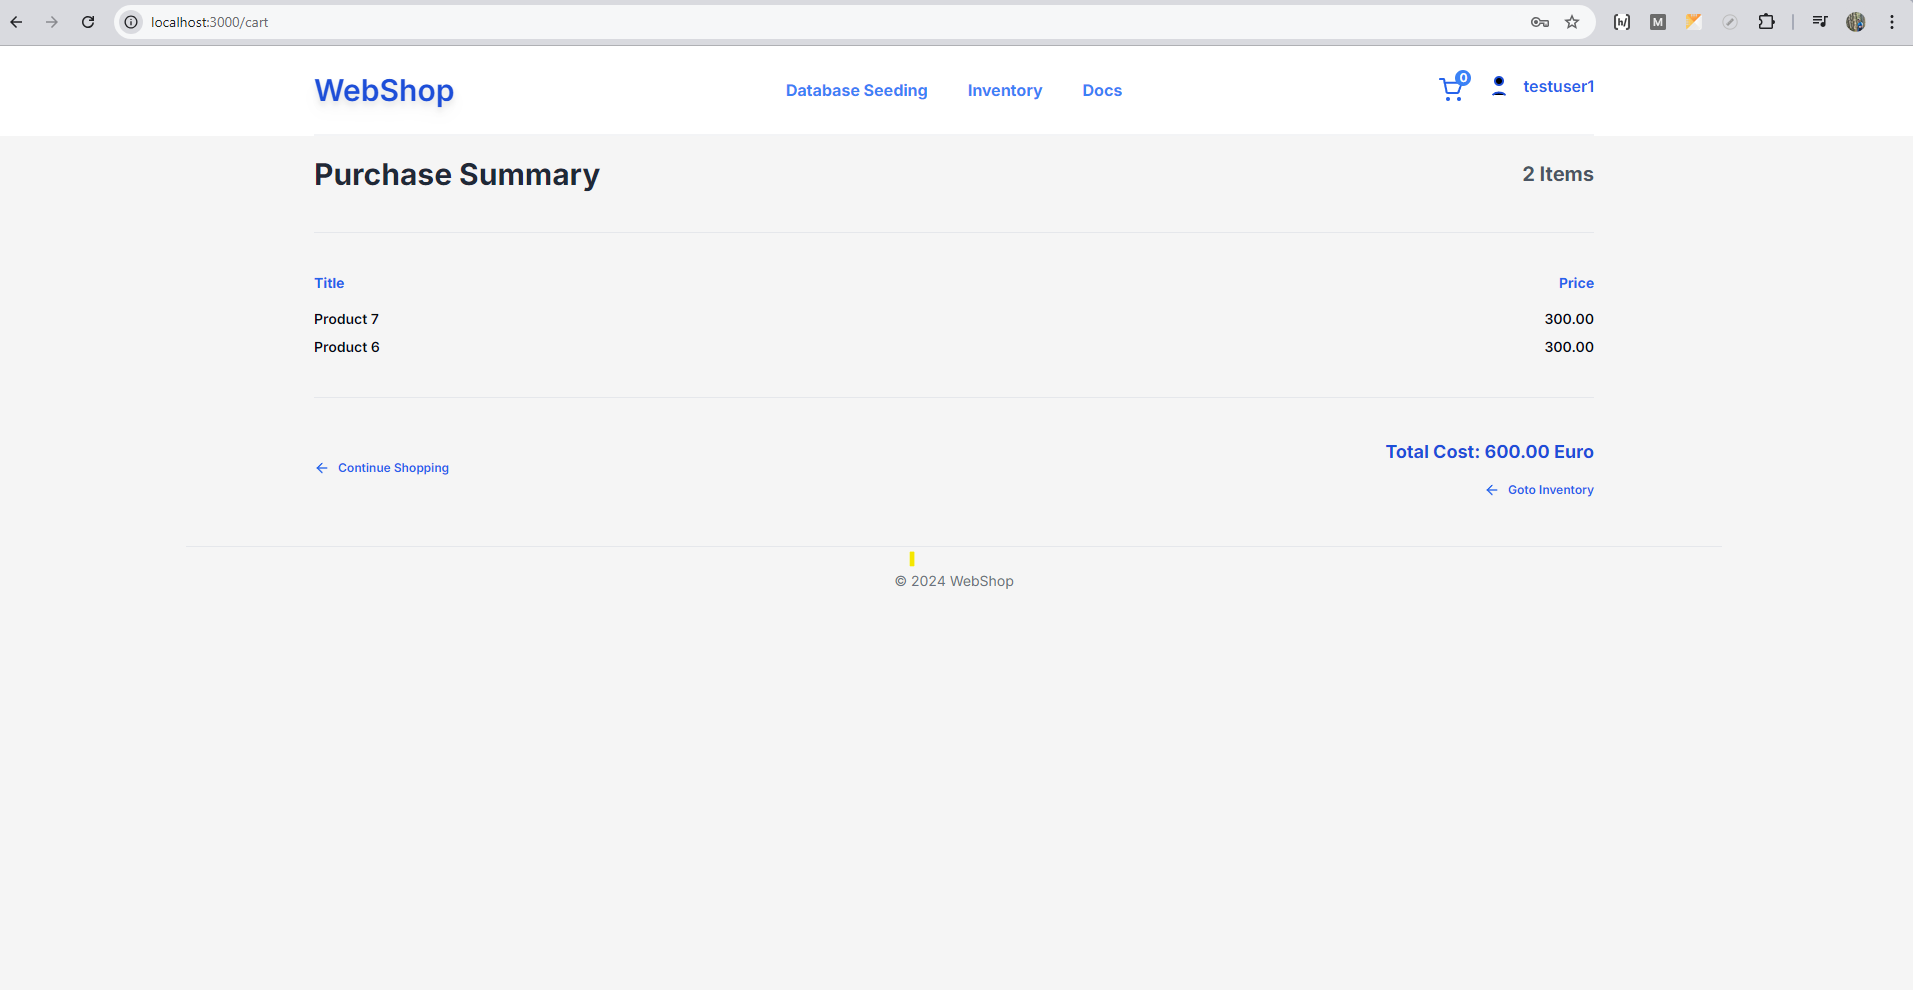 localhost:3000/cart
M
WebShop
Database Seeding
Inventory
Docs
0
testuser1
Purchase Summary
2 Items
Title
Price
Product 7
300.00
Product 6
300.00
Total Cost: 600.00 Euro
Continue Shopping
Goto Inventory
© 2024 WebShop